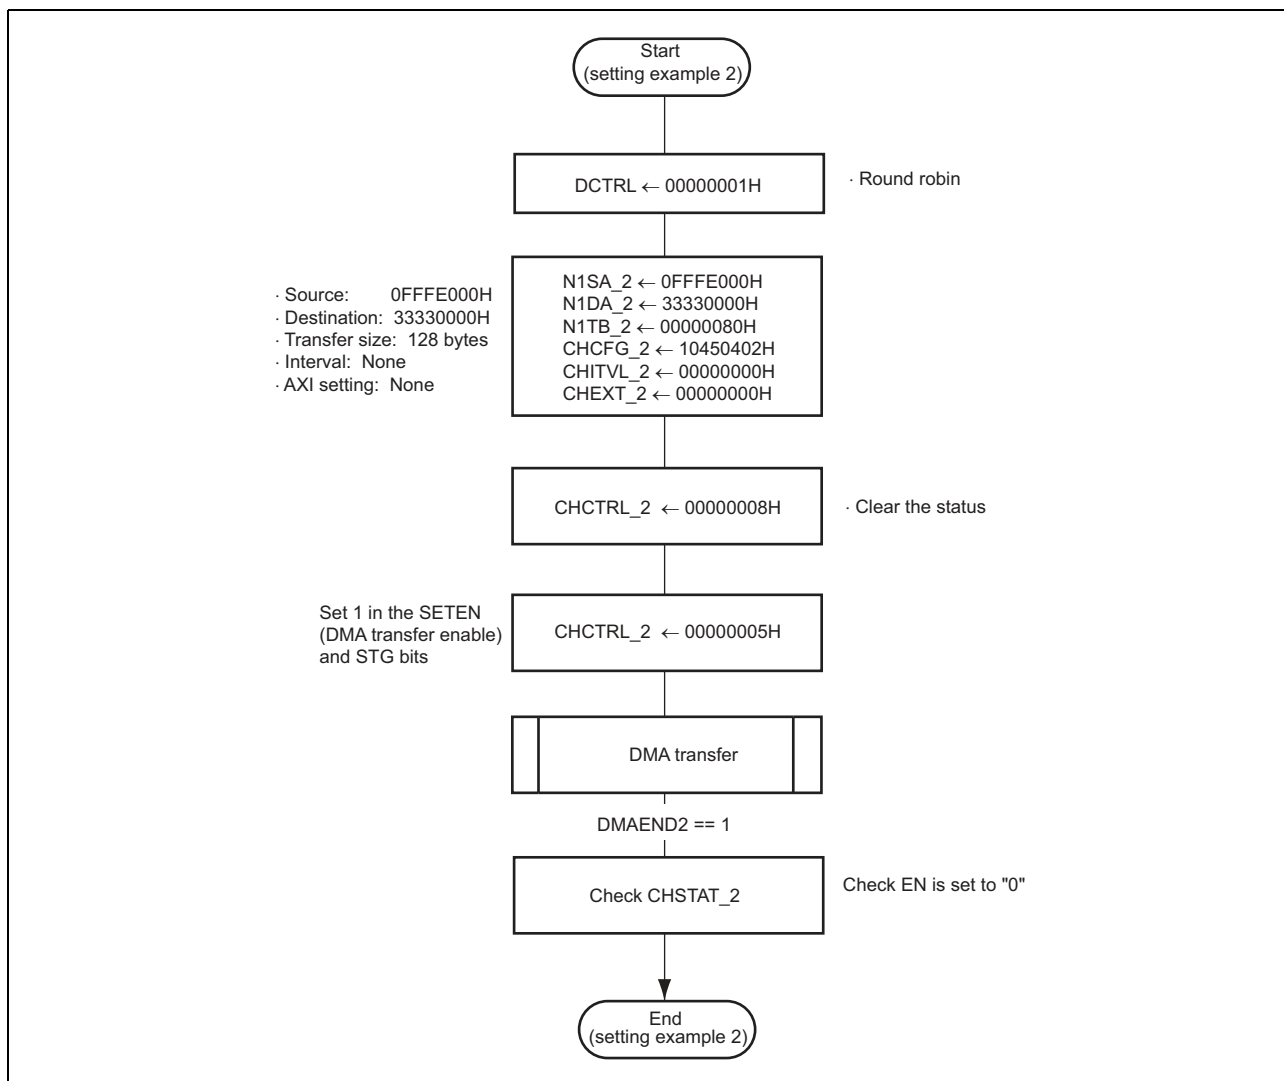 Start
(setting example 2)
DCTRL ← 00000001H
· Round robin
· Source: 0FFFE000H
· Destination: 33330000H
· Transfer size: 128 bytes
· Interval: None
· AXI setting: None
N1SA_2 ← 0FFFE000H
N1DA_2 ← 33330000H
N1TB_2 ← 00000080H
CHCFG_2 ← 10450402H
CHITVL_2 ← 00000000H
CHEXT_2 ← 00000000H
CHCTRL_2 ← 00000008H
· Clear the status
Set 1 in the SETEN
(DMA transfer enable)
and STG bits
CHCTRL_2 ← 00000005H
DMA transfer
DMAEND2 == 1
Check CHSTAT_2
Check EN is set to "0"
End
(setting example 2)